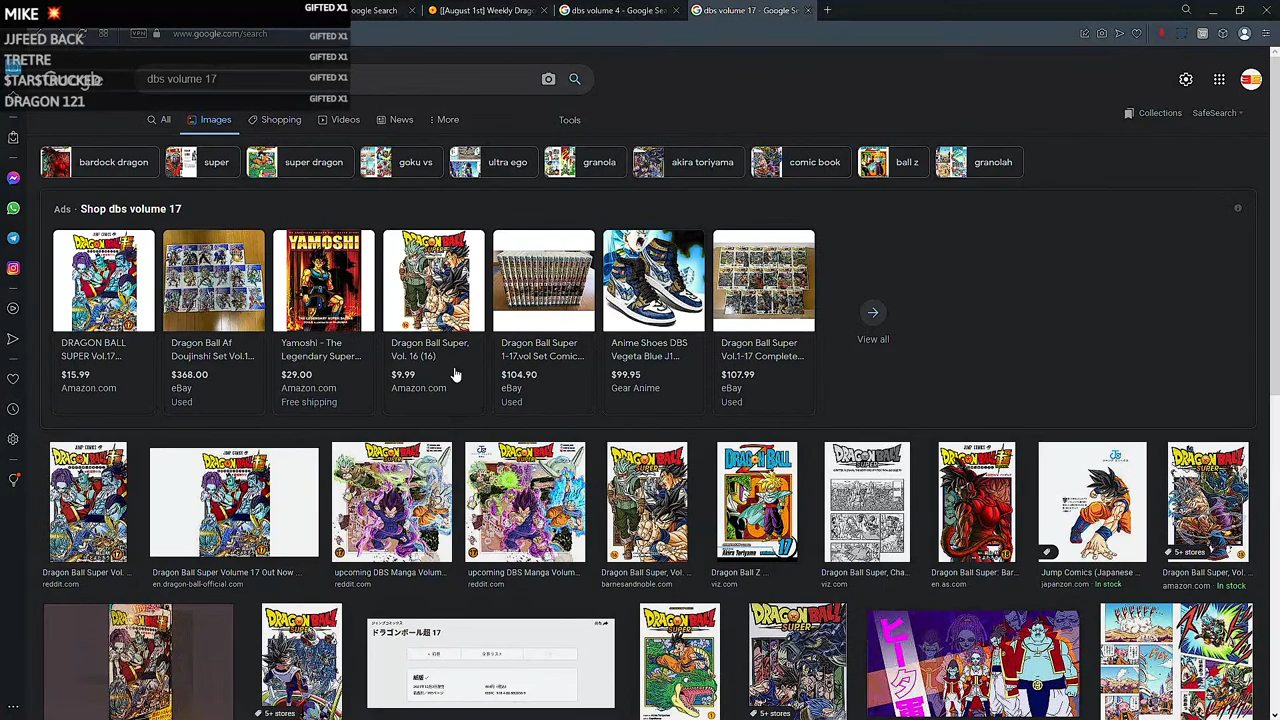 MIKE 💥 GIFTED X1
JJFEED BACK GIFTED X1
TRETRE GIFTED X1
STARSTRUCKED GIFTED X1
DRAGON 121 GIFTED X1
[[August 1st] Weekly Drago
dbs volume 4 - Google Sea
dbs volume 17 - Google Se
VPN
www.google.com/search
Google
dbs volume 17
All
Images
Shopping
Videos
News
More
Tools
Collections
SafeSearch
bardock dragon
super
super dragon
goku vs
ultra ego
granola
akira toriyama
comic book
ball z
granolah
Ads · Shop dbs volume 17
DRAGON BALL
SUPER Vol.17...
$15.99
Amazon.com
Dragon Ball Af
Doujinshi Set Vol.1...
$368.00
eBay
Used
YAMOSHI
Yamoshi - The
Legendary Super...
$29.00
Amazon.com
Free shipping
Dragon Ball Super,
Vol. 16 (16)
$9.99
Amazon.com
Dragon Ball Super
1-17.vol Set Comic...
$104.90
eBay
Used
Anime Shoes DBS
Vegeta Blue J1...
$99.95
Gear Anime
Dragon Ball Super
Vol.1-17 Complete...
$107.99
eBay
Used
View all
Dragon Ball Super Vol. ...
reddit.com
Dragon Ball Super Volume 17 Out Now ...
en.dragon-ball-official.com
upcoming DBS Manga Volum...
reddit.com
upcoming DBS Manga Volum...
reddit.com
Dragon Ball Super, Vol. ...
barnesandnoble.com
Dragon Ball Z ...
viz.com
Dragon Ball Super, Cha...
viz.com
Dragon Ball Super: Bar...
en.as.com
Jump Comics (Japanese ...
japanzon.com · In stock
5+ stores
Dragon Ball Super, Vol. ...
amazon.com · In stock
5+ stores
ドラゴンボール超 17
5+ stores